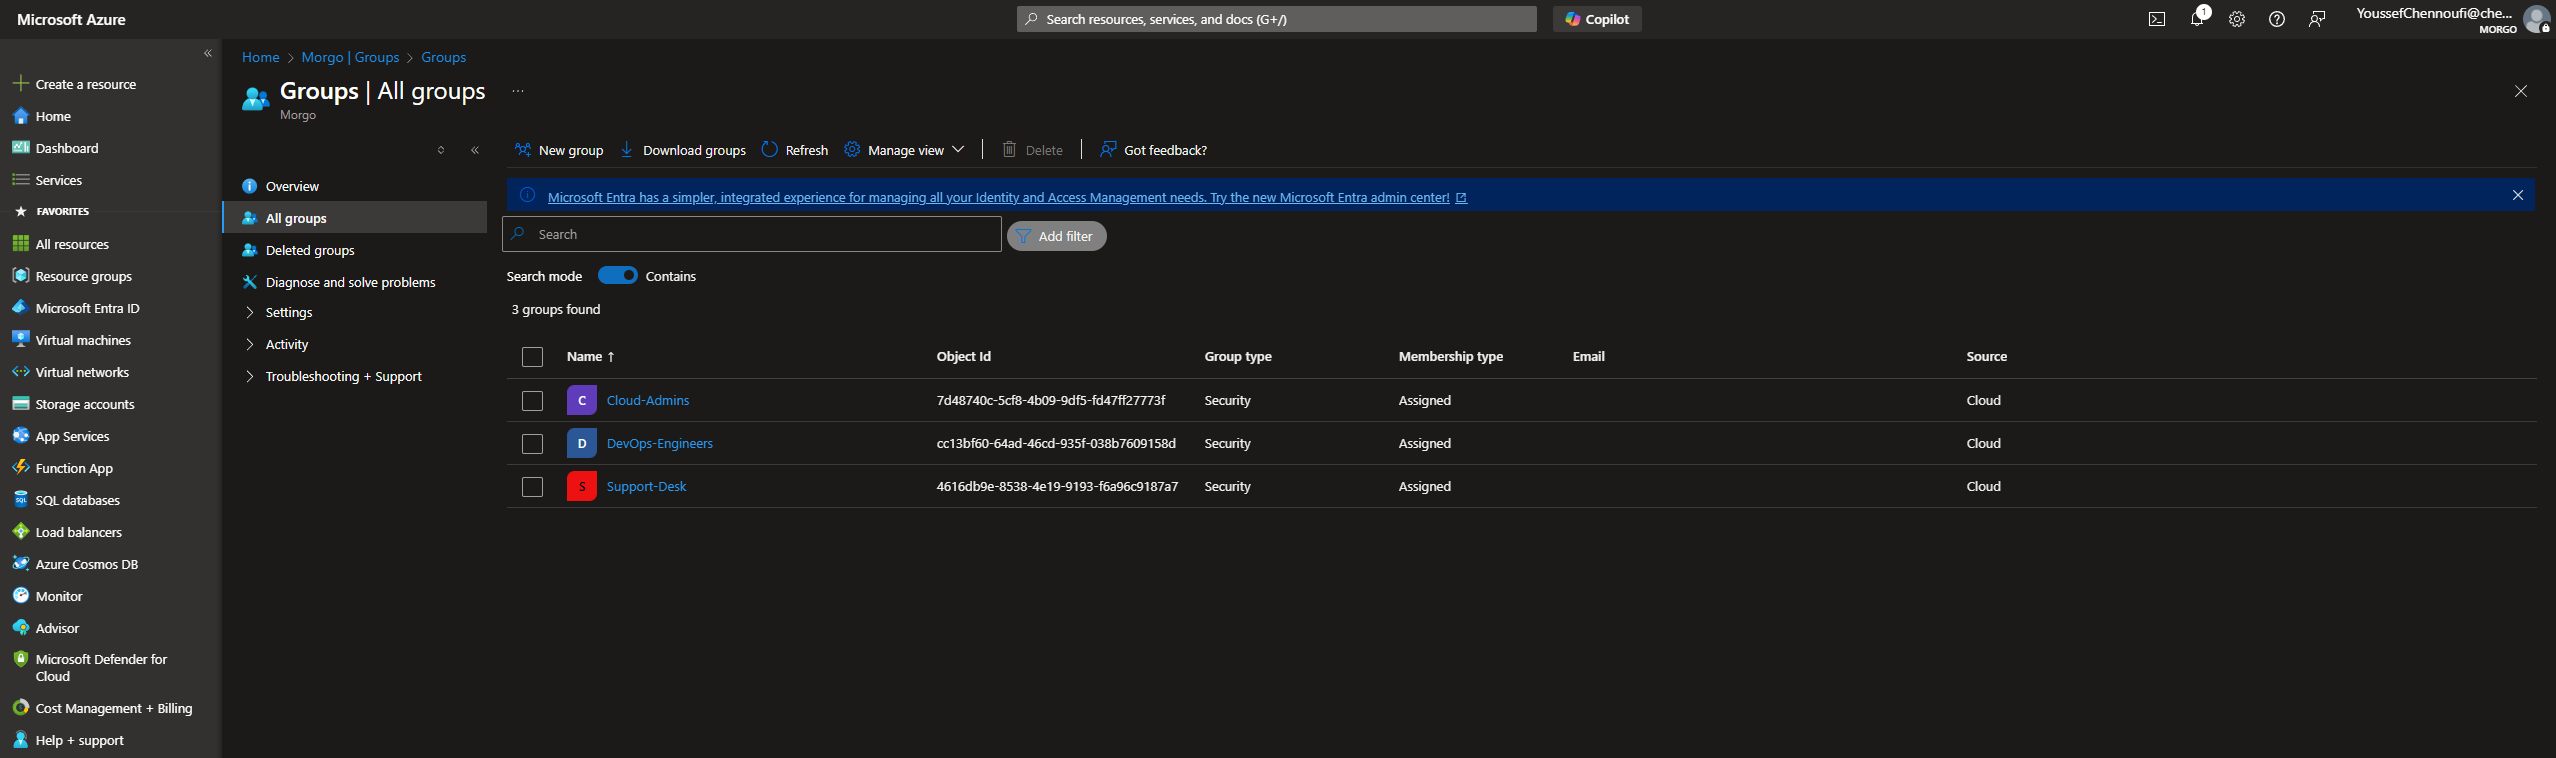 Microsoft Azure
Search resources, services, and docs (G+/)
Copilot
1
YoussefChennoufi@che...
MORGO
Create a resource
Home
Dashboard
Services
FAVORITES
All resources
Resource groups
Microsoft Entra ID
Virtual machines
Virtual networks
Storage accounts
App Services
Function App
SQL databases
Load balancers
Azure Cosmos DB
Monitor
Advisor
Microsoft Defender for
Cloud
Cost Management + Billing
Help + support
Home > Morgo | Groups > Groups
Groups | All groups ...
Morgo
Overview
All groups
Deleted groups
Diagnose and solve problems
Settings
Activity
Troubleshooting + Support
New group Download groups Refresh Manage view Delete Got feedback?
Microsoft Entra has a simpler, integrated experience for managing all your Identity and Access Management needs. Try the new Microsoft Entra admin center!
Search
Add filter
Search mode Contains
3 groups found
Name ↑ Object Id Group type Membership type Email Source
C Cloud-Admins 7d48740c-5cf8-4b09-9df5-fd47ff27773f Security Assigned Cloud
D DevOps-Engineers cc13bf60-64ad-46cd-935f-038b7609158d Security Assigned Cloud
S Support-Desk 4616db9e-8538-4e19-9193-f6a96c9187a7 Security Assigned Cloud